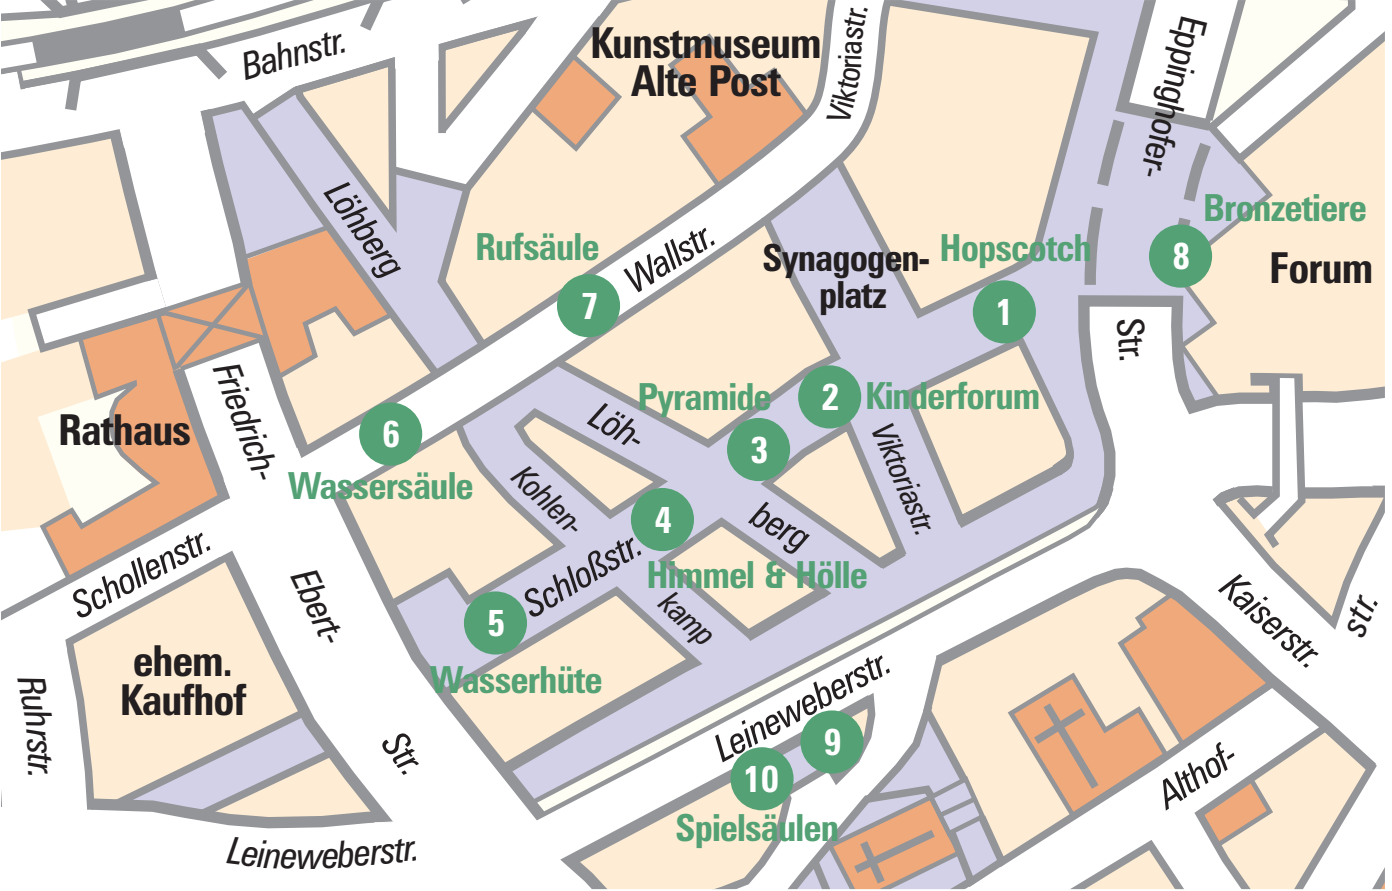 Bahnstr.
Kunstmuseum
Alte Post
Viktoriastr.
Eppinghofer-
Str.
Löhberg
Rufsäule
7
Wallstr.
Synagogen-
platz
Hopscotch
1
Bronzetiere
8
Forum
Rathaus
Friedrich-
6
Wassersäule
Pyramide
3
2
Kinderforum
Viktoriastr.
Löh-
berg
Kohlen-
kamp
4
Himmel & Hölle
Schloßstr.
5
Wasserhüte
Schollenstr.
Ebert-
Str.
ehem.
Kaufhof
Ruhrstr.
Leineweberstr.
Leineweberstr.
9
10
Spielsäulen
Kaiserstr.
str.
Althof-